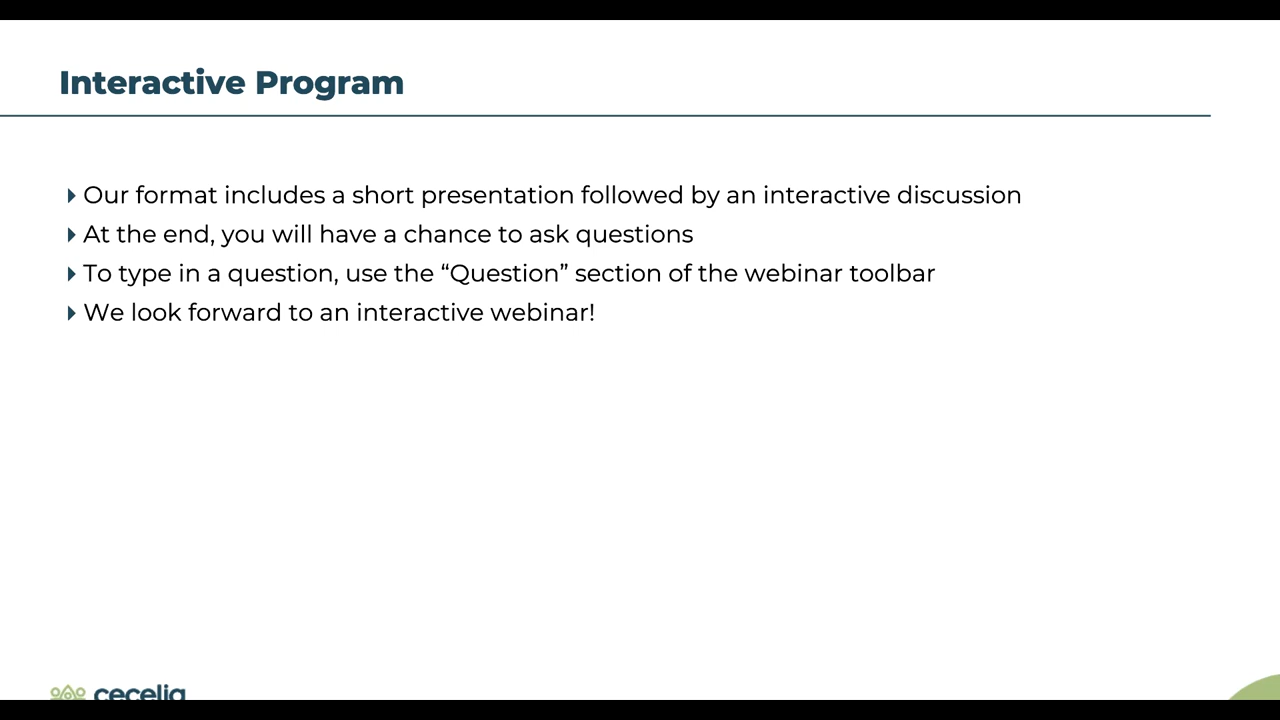 Interactive Program
Our format includes a short presentation followed by an interactive discussion
At the end, you will have a chance to ask questions
To type in a question, use the “Question” section of the webinar toolbar
We look forward to an interactive webinar!
cecelia